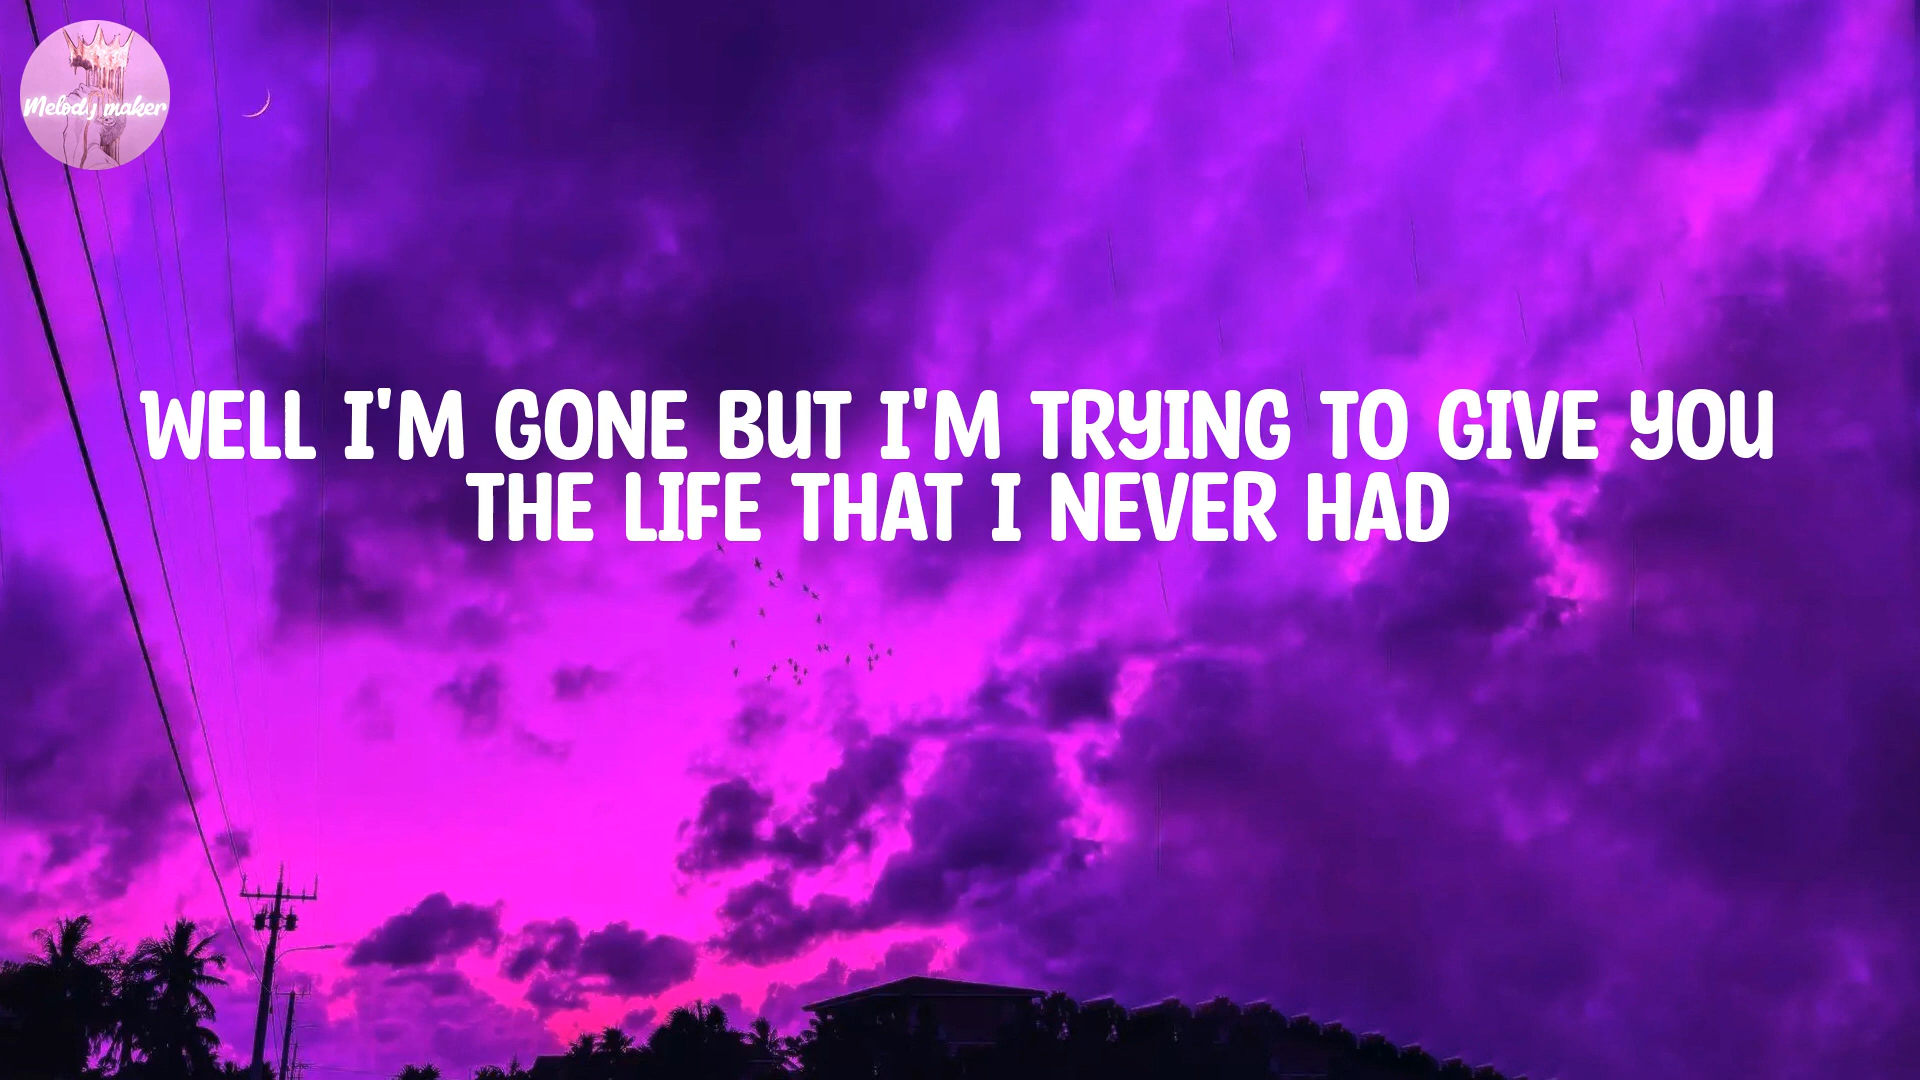 Melody maker
WELL I'M GONE BUT I'M TRYING TO GIVE YOU
THE LIFE THAT I NEVER HAD